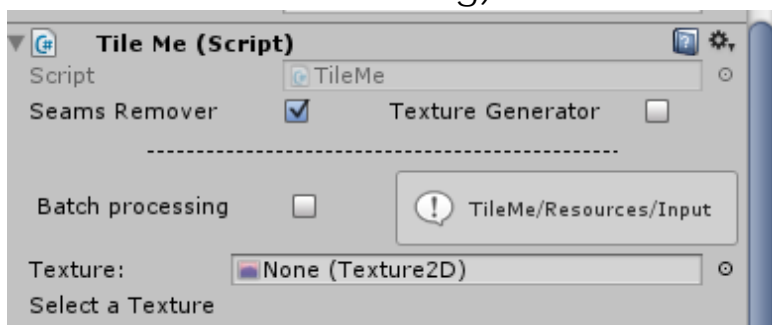 Tile Me (Script)
Script TileMe
Seams Remover Texture Generator
--------------------------------------------------
Batch processing TileMe/Resources/Input
Texture: None (Texture2D)
Select a Texture